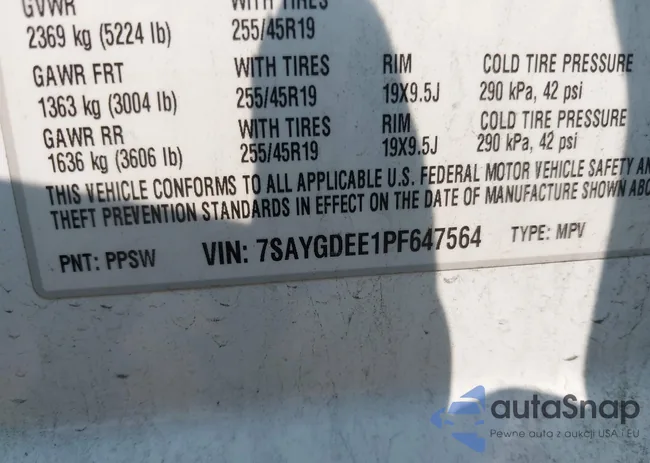 GVWR WITH TIRES
2369 kg (5224 lb) 255/45R19
GAWR FRT WITH TIRES RIM COLD TIRE PRESSURE
1363 kg (3004 lb) 255/45R19 19X9.5J 290 kPa, 42 psi
GAWR RR WITH TIRES RIM COLD TIRE PRESSURE
1636 kg (3606 lb) 255/45R19 19X9.5J 290 kPa, 42 psi
THIS VEHICLE CONFORMS TO ALL APPLICABLE U.S. FEDERAL MOTOR VEHICLE SAFETY AN
THEFT PREVENTION STANDARDS IN EFFECT ON THE DATE OF MANUFACTURE SHOWN ABO
PNT: PPSW VIN: 7SAYGDEE1PF647564 TYPE: MPV
autaSnap
Pewne auta z aukcji USA i EU